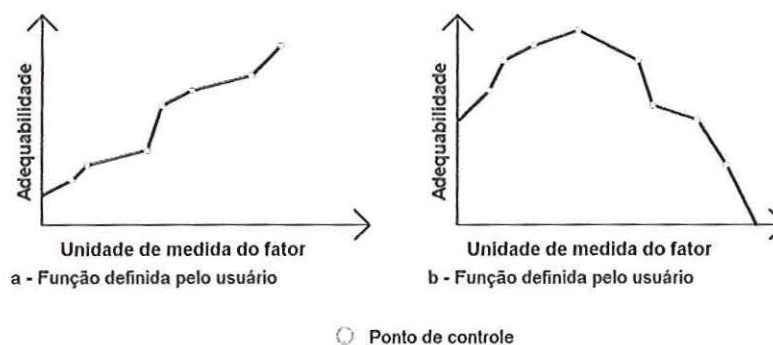 Adequabilidade
Unidade de medida do fator
a - Função definida pelo usuário
Adequabilidade
Unidade de medida do fator
b - Função definida pelo usuário
Ponto de controle